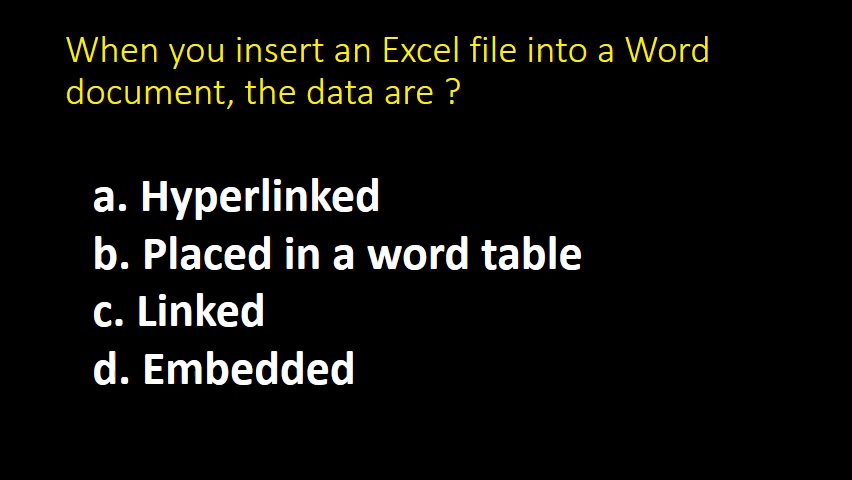 When you insert an Excel file into a Word
document, the data are ?
a. Hyperlinked
b. Placed in a word table
c. Linked
d. Embedded